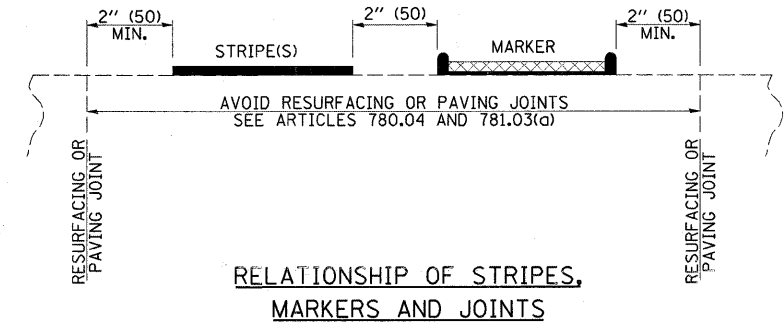 2" (50)
MIN.
2" (50)
2" (50)
MIN.
STRIPE(S)
MARKER
AVOID RESURFACING OR PAVING JOINTS
SEE ARTICLES 780.04 AND 781.03(a)
RESURFACING OR
PAVING JOINT
RESURFACING OR
PAVING JOINT
RELATIONSHIP OF STRIPES,
MARKERS AND JOINTS